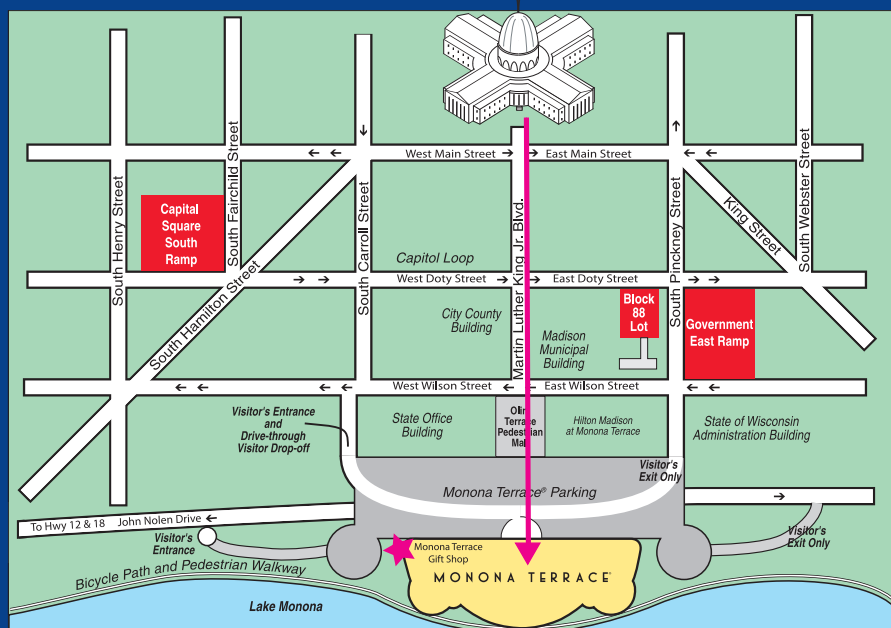 South Henry Street
South Fairchild Street
South Carroll Street
South Hamilton Street
Martin Luther King Jr. Blvd.
South Pinckney Street
King Street
South Webster Street
West Main Street
East Main Street
Capital
Square
South
Ramp
Capitol Loop
West Doty Street
East Doty Street
City County
Building
Madison
Municipal
Building
Block
88
Lot
Government
East Ramp
West Wilson Street
East Wilson Street
Visitor's Entrance
and
Drive-through
Visitor Drop-off
State Office
Building
Olin
Terrace
Pedestrian
Mall
Hilton Madison
at Monona Terrace
State of Wisconsin
Administration Building
Visitor's
Exit Only
Monona Terrace® Parking
To Hwy 12 & 18 John Nolen Drive
Visitor's
Entrance
Visitor's
Exit Only
Monona Terrace
Gift Shop
MONONA TERRACE®
Bicycle Path and Pedestrian Walkway
Lake Monona